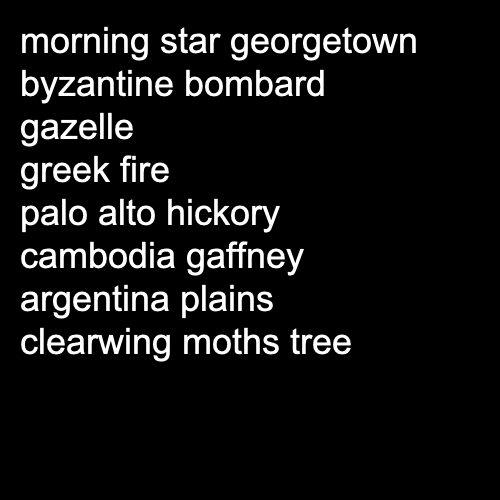 morning star georgetown
byzantine bombard
gazelle
greek fire
palo alto hickory
cambodia gaffney
argentina plains
clearwing moths tree